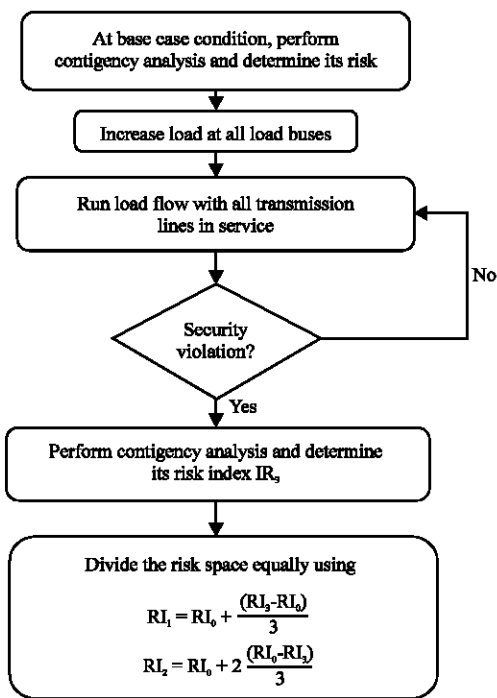 At base case condition, perform
contigency analysis and determine its risk
Increase load at all load buses
Run load flow with all transmission
lines in service
No
Security
violation?
Yes
Perform contigency analysis and determine
its risk index IR₃
Divide the risk space equally using
RI₁ = RI₀ + (RI₃-RI₀)/3
RI₂ = RI₀ + 2 (RI₀-RI₃)/3